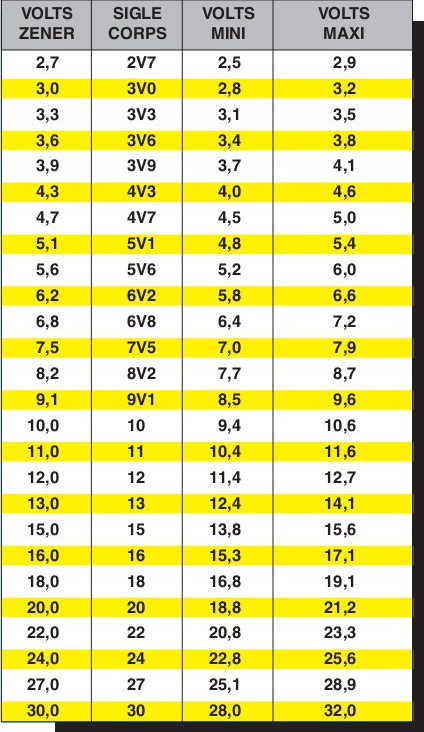 VOLTS SIGLE VOLTS VOLTS
ZENER CORPS MINI MAXI
2,7 2V7 2,5 2,9
3,0 3V0 2,8 3,2
3,3 3V3 3,1 3,5
3,6 3V6 3,4 3,8
3,9 3V9 3,7 4,1
4,3 4V3 4,0 4,6
4,7 4V7 4,5 5,0
5,1 5V1 4,8 5,4
5,6 5V6 5,2 6,0
6,2 6V2 5,8 6,6
6,8 6V8 6,4 7,2
7,5 7V5 7,0 7,9
8,2 8V2 7,7 8,7
9,1 9V1 8,5 9,6
10,0 10 9,4 10,6
11,0 11 10,4 11,6
12,0 12 11,4 12,7
13,0 13 12,4 14,1
15,0 15 13,8 15,6
16,0 16 15,3 17,1
18,0 18 16,8 19,1
20,0 20 18,8 21,2
22,0 22 20,8 23,3
24,0 24 22,8 25,6
27,0 27 25,1 28,9
30,0 30 28,0 32,0